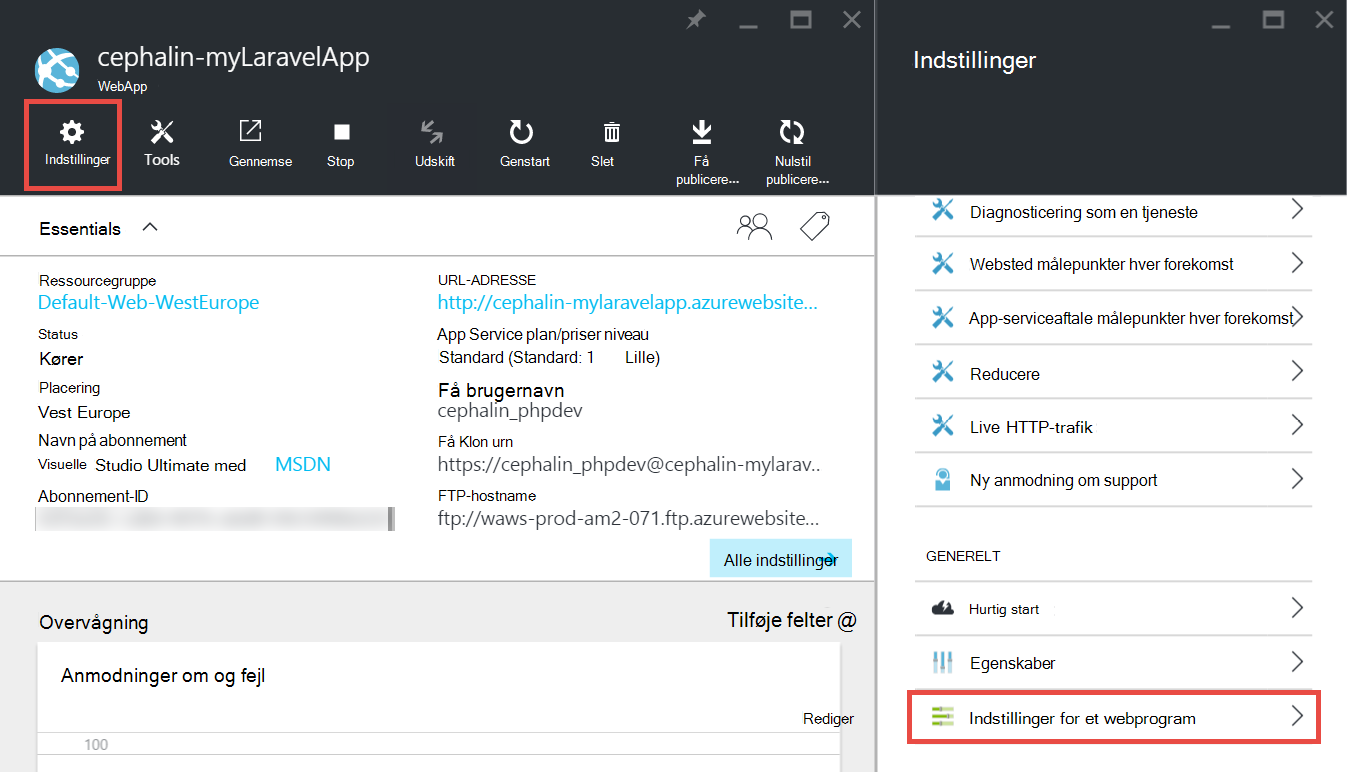 cephalin-myLaravelApp
WebApp
Indstillinger
Tools
Gennemse
Stop
Udskift
Genstart
Slet
Få publicere...
Nulstil publicere...
Essentials
Ressourcegruppe
Default-Web-WestEurope
Status
Kører
Placering
Vest Europe
Navn på abonnement
Visuelle Studio Ultimate med MSDN
Abonnement-ID
URL-ADRESSE
http://cephalin-mylaravelapp.azurewebsite...
App Service plan/priser niveau
Standard (Standard: 1 Lille)
Få brugernavn
cephalin_phpdev
Få Klon urn
https://cephalin_phpdev@cephalin-mylarav..
FTP-hostname
ftp://waws-prod-am2-071.ftp.azurewebsite...
Alle indstillinger
Overvågning
Tilføje felter @
Anmodninger om og fejl
Rediger
100
Indstillinger
Diagnosticering som en tjeneste
Websted målepunkter hver forekomst
App-serviceaftale målepunkter hver forekomst
Reducere
Live HTTP-trafik
Ny anmodning om support
GENERELT
Hurtig start
Egenskaber
Indstillinger for et webprogram